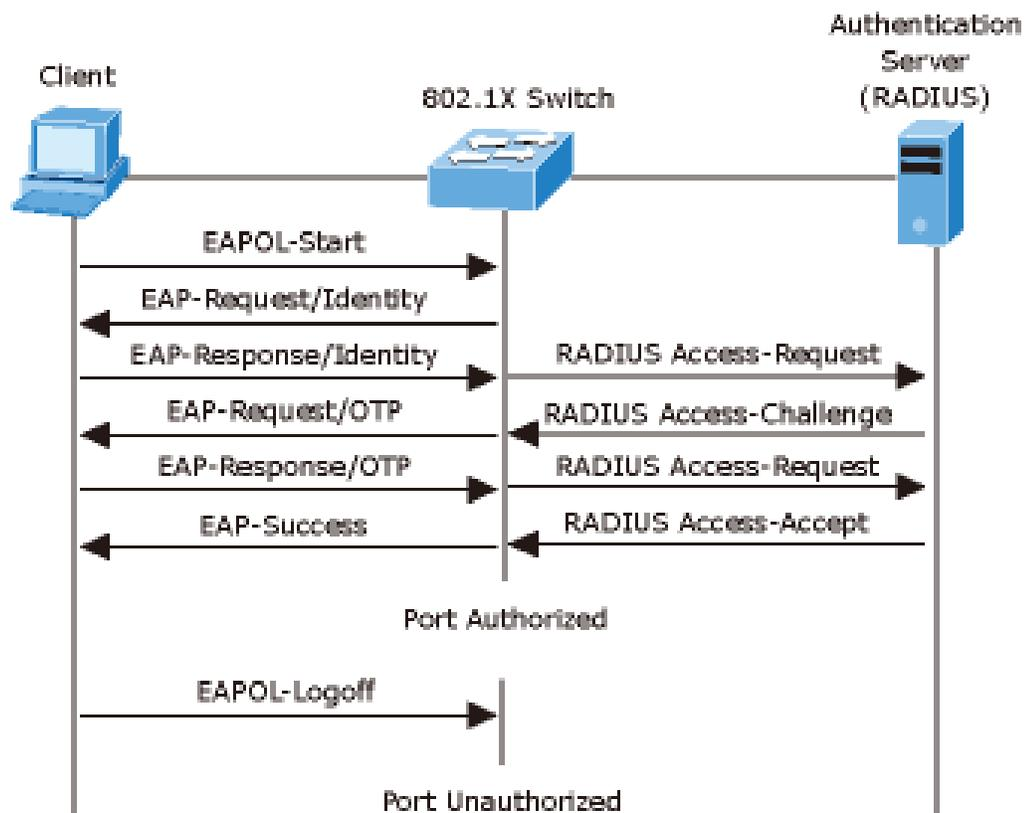 Client
802.1X Switch
Authentication
Server
(RADIUS)
EAPOL-Start
EAP-Request/Identity
EAP-Response/Identity
RADIUS Access-Request
EAP-Request/OTP
RADIUS Access-Challenge
EAP-Response/OTP
RADIUS Access-Request
EAP-Success
RADIUS Access-Accept
Port Authorized
EAPOL-Logoff
Port Unauthorized